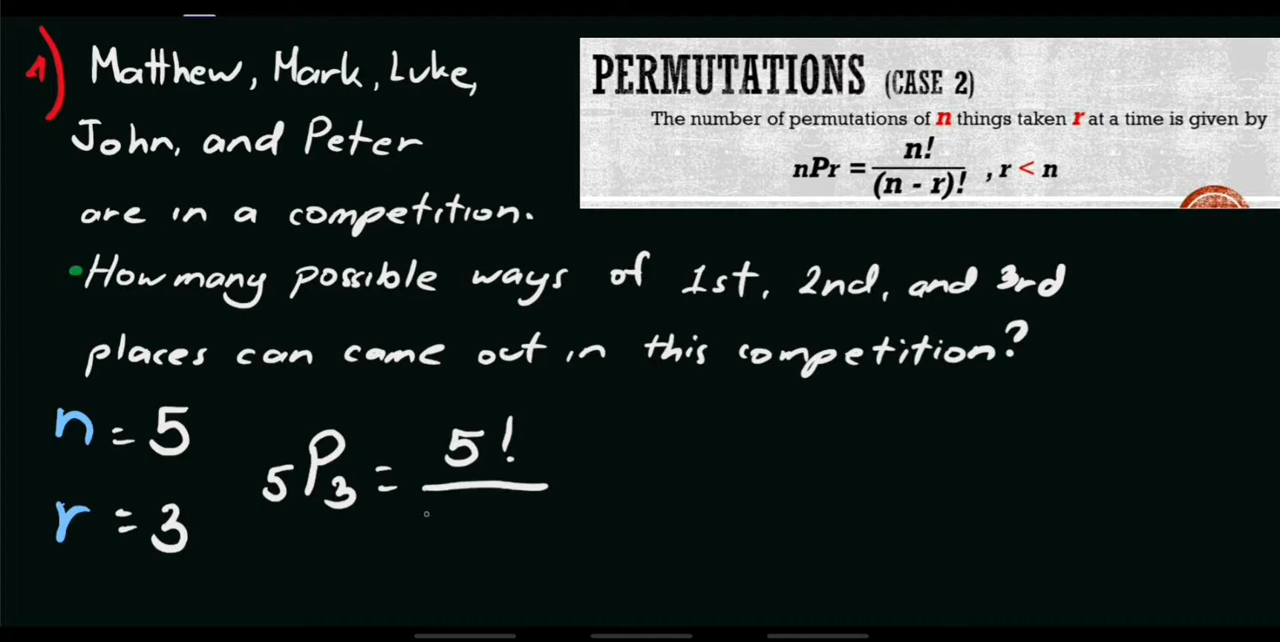 1) Matthew, Mark, Luke,
John, and Peter
are in a competition.
• How many possible ways of 1st, 2nd, and 3rd
places can came out in this competition?
n = 5
r = 3
5P3 = 5!
PERMUTATIONS (CASE 2)
The number of permutations of n things taken r at a time is given by
nPr = n! / (n - r)! , r < n